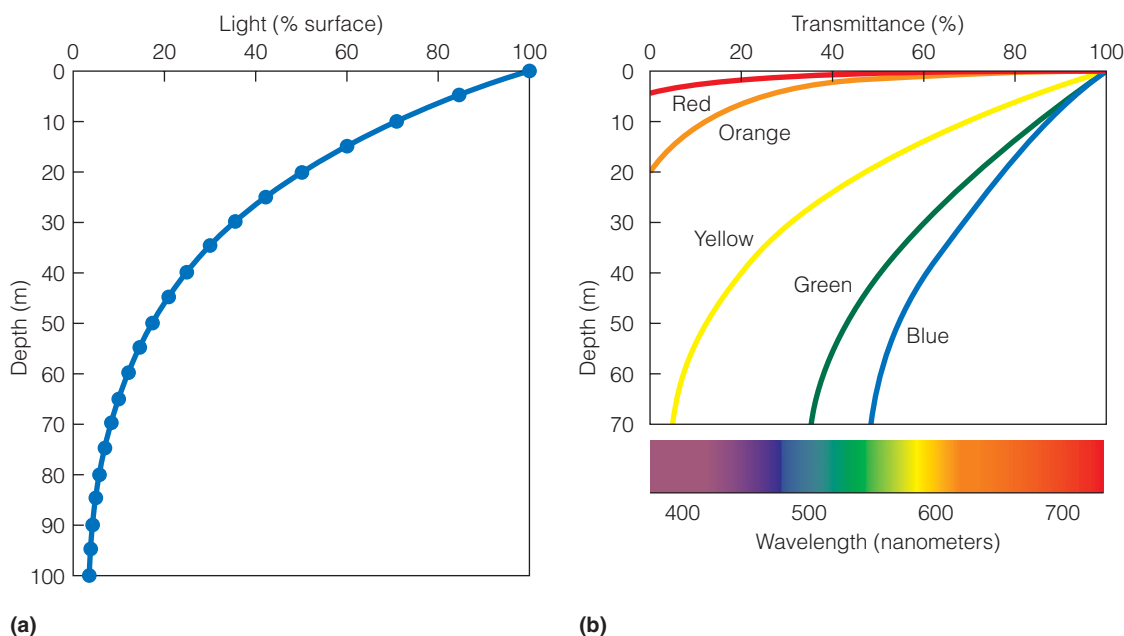 Light (% surface)
0 20 40 60 80 100
0
10
20
30
40
50
60
70
80
90
100
Depth (m)
(a)
Transmittance (%)
0 20 40 60 80 100
0
10
20
30
40
50
60
70
Depth (m)
Red
Orange
Yellow
Green
Blue
400 500 600 700
Wavelength (nanometers)
(b)